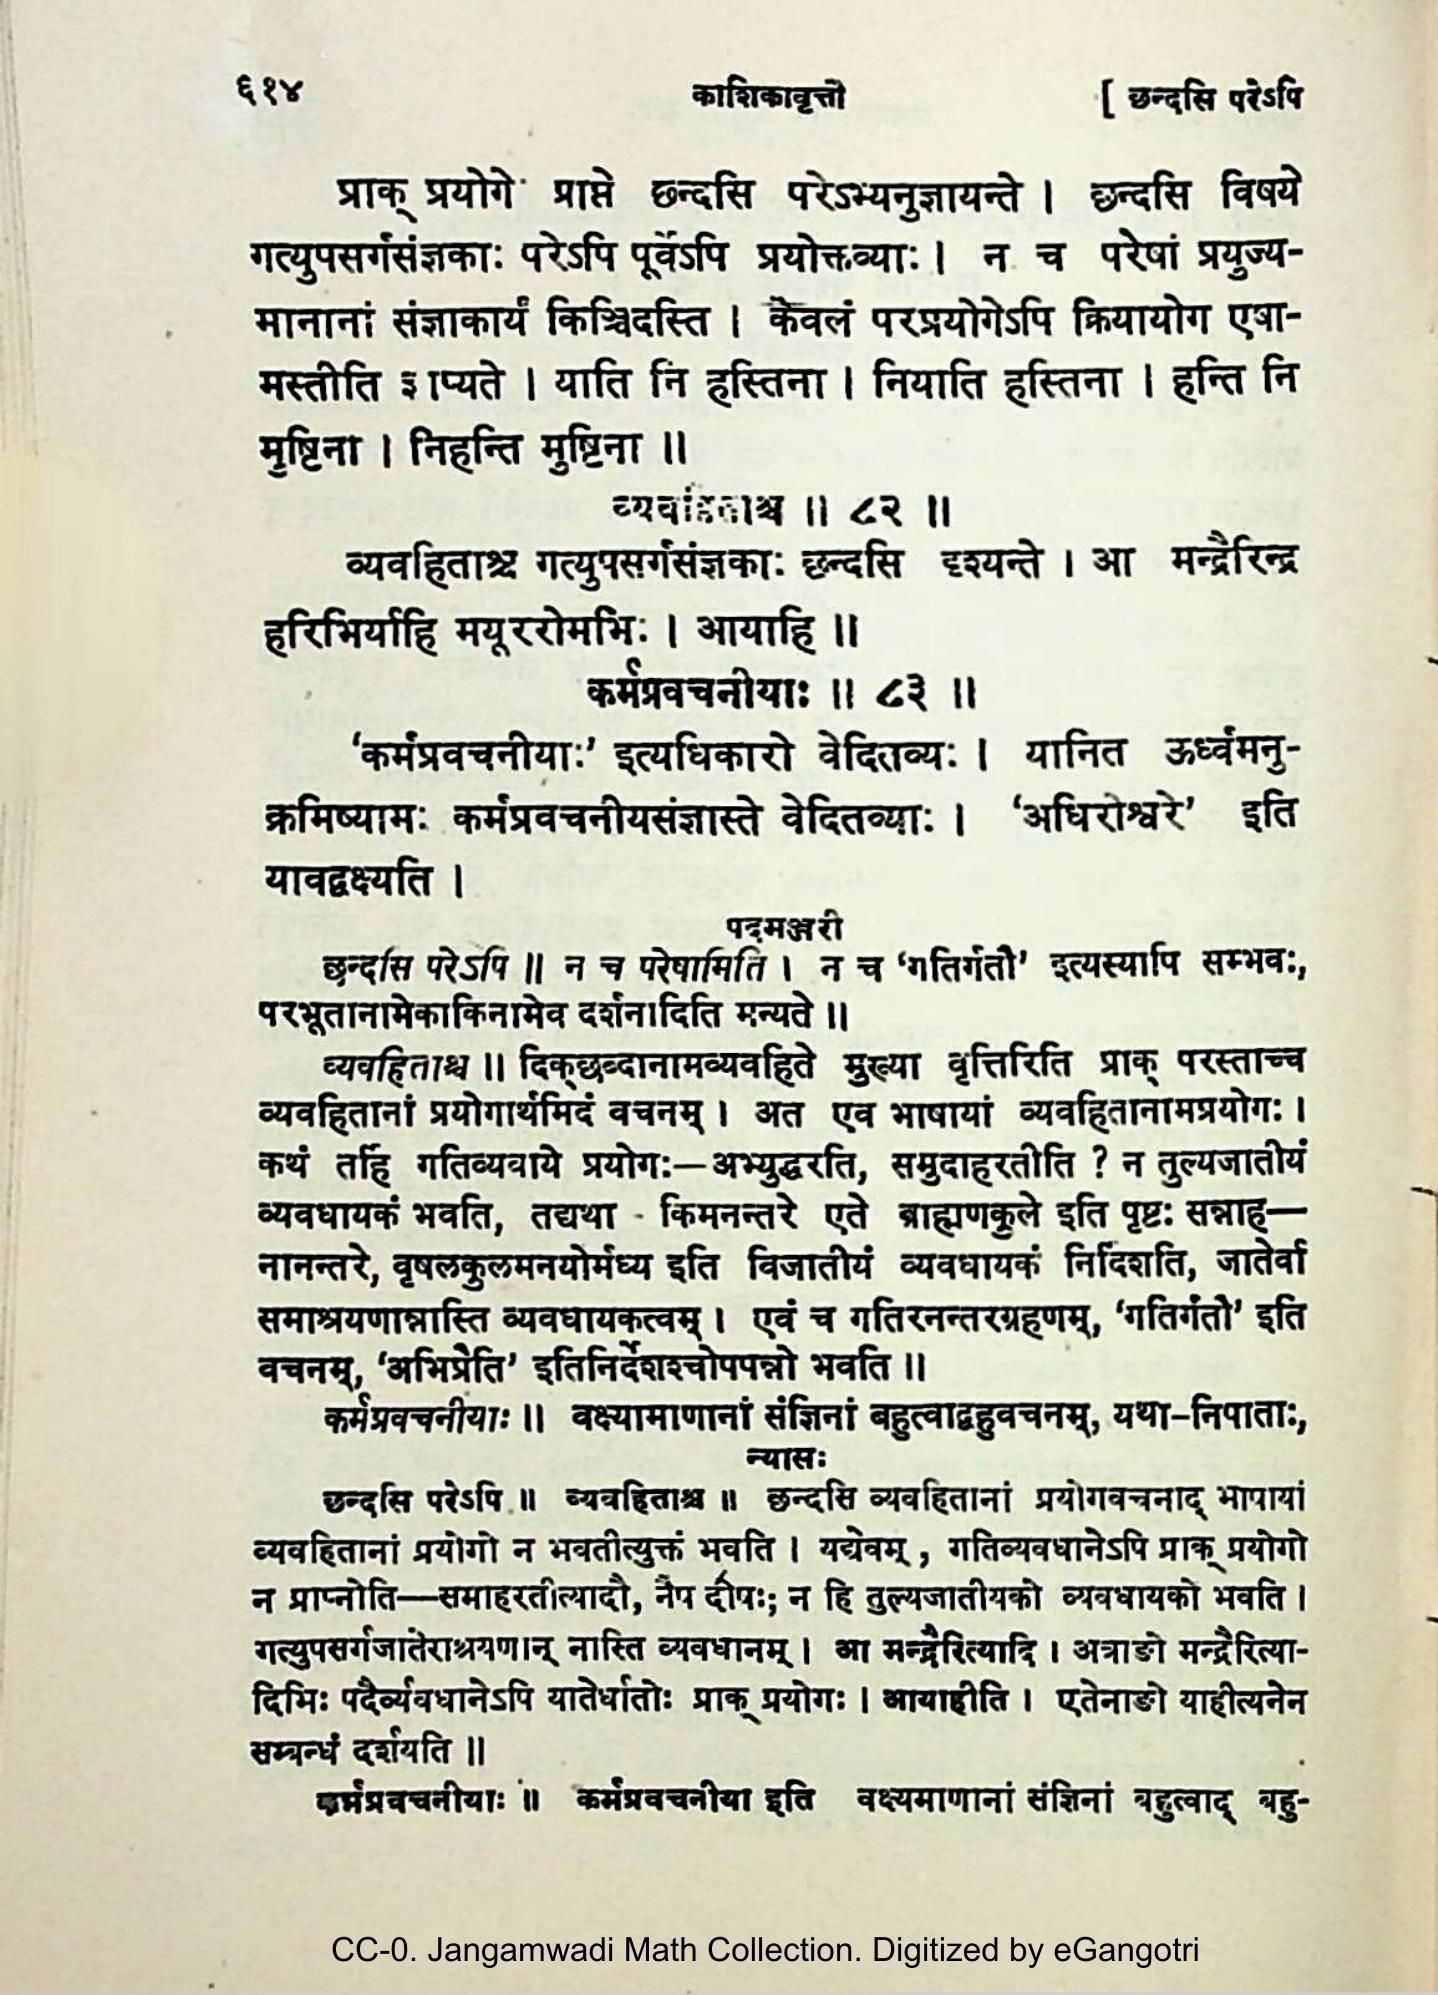 ६१४ काशिकावृत्तौ [ छन्दसि परेऽपि
प्राक् प्रयोगे प्राप्ते छन्दसि परेऽभ्यनुज्ञायन्ते । छन्दसि विषये
गत्युपसर्गसंज्ञकाः परेऽपि पूर्वेऽपि प्रयोक्तव्याः । न च परेषां प्रयुज्य-
मानानां संज्ञाकार्यं किञ्चिदस्ति । केवलं परप्रयोगेऽपि क्रियायोग एषा-
मस्तीति ज्ञाप्यते । याति नि हस्तिना । नियाति हस्तिना । हन्ति नि
मुष्टिना । निहन्ति मुष्टिना ॥
व्यवहिताश्च ॥ ८२ ॥
व्यवहिताश्च गत्युपसर्गसंज्ञकाः छन्दसि दृश्यन्ते । आ मन्द्रैरिन्द्र
हरिभिर्याहि मयूररोमभिः । आयाहि ॥
कर्मप्रवचनीयाः ॥ ८३ ॥
‘कर्मप्रवचनीयाः’ इत्यधिकारो वेदितव्यः । यानित ऊर्ध्वमनु-
क्रमिष्यामः कर्मप्रवचनीयसंज्ञास्ते वेदितव्याः । ‘अधिरीश्वरे’ इति
यावद्वक्ष्यति ।
पदमञ्जरी
छन्दसि परेऽपि ॥ न च परेषामिति । न च ‘गतिर्गतौ’ इत्यस्यापि सम्भवः,
परभूतानामेकाकिनामेव दर्शनादिति मन्यते ॥
व्यवहिताश्च ॥ दिक्छब्दानामव्यवहिते मुख्या वृत्तिरिति प्राक् परस्ताच्च
व्यवहितानां प्रयोगार्थमिदं वचनम् । अत एव भाषायां व्यवहितानामप्रयोगः ।
कथं तर्हि गतिव्यवाये प्रयोगः—अभ्युद्धरति, समुदाहरतीति ? न तुल्यजातीयं
व्यवधायकं भवति, तद्यथा - किमनन्तरे एते ब्राह्मणकुले इति पृष्टः सन्नाह—
नानन्तरे, वृषलकुलमनयोर्मध्य इति विजातीयं व्यवधायकं निर्दिशति, जातेर्वा
समाश्रयणान्नास्ति व्यवधायकत्वम् । एवं च गतिरनन्तरग्रहणम्, ‘गतिर्गतौ’ इति
वचनम्, ‘अभिप्रैति’ इतिनिर्देशश्चोपपन्नो भवति ॥
कर्मप्रवचनीयाः ॥ वक्ष्यामाणानां संज्ञिनां बहुत्वाद्बहुवचनम्, यथा-निपाताः,
न्यासः
छन्दसि परेऽपि ॥ व्यवहिताश्च ॥ छन्दसि व्यवहितानां प्रयोगवचनाद् भाषायां
व्यवहितानां प्रयोगो न भवतीत्युक्तं भवति । यद्येवम्, गतिव्यवधानेऽपि प्राक् प्रयोगो
न प्राप्नोति—समाहरतीत्यादौ, नैष दोषः; न हि तुल्यजातीयको व्यवधायको भवति ।
गत्युपसर्गजातेराश्रयणान् नास्ति व्यवधानम् । आ मन्द्रैरित्यादि । अत्राङो मन्द्रैरित्या-
दिभिः पदैर्व्यवधानेऽपि यातेर्धातोः प्राक् प्रयोगः । आयाहीति । एतेनाङो याहीत्यनेन
सम्बन्धं दर्शयति ॥
कर्मप्रवचनीयाः ॥ कर्मप्रवचनीया इति वक्ष्यमाणानां संज्ञिनां बहुत्वाद् बहु-
CC-0. Jangamwadi Math Collection. Digitized by eGangotri